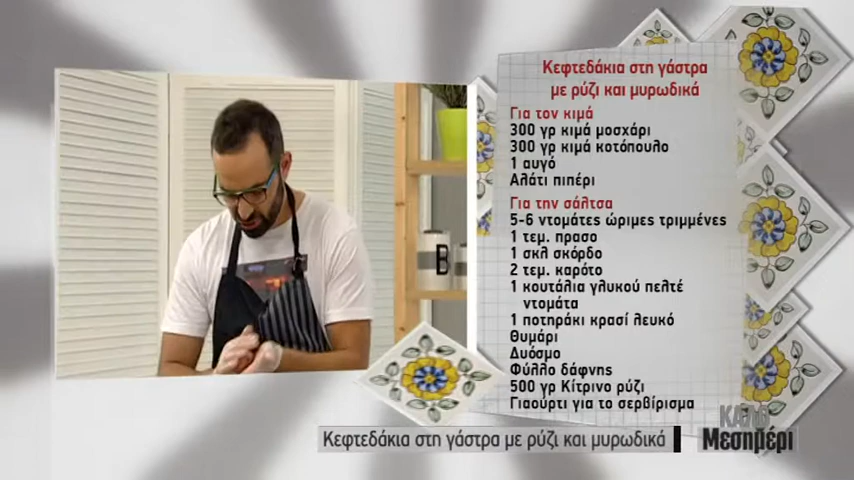 Κεφτεδάκια στη γάστρα
με ρύζι και μυρωδικά
Για τον κιμά
300 γρ κιμά μοσχάρι
300 γρ κιμά κοτόπουλο
1 αυγό
Αλάτι πιπέρι
Για την σάλτσα
5-6 ντομάτες ώριμες τριμμένες
1 τεμ. πρασο
1 σκλ σκόρδο
2 τεμ. καρότο
1 κουτάλια γλυκού πελτέ
ντομάτα
1 ποτηράκι κρασί λευκό
Θυμάρι
Δυόσμο
Φύλλο δάφνης
500 γρ Κίτρινο ρύζι
Γιαούρτι για το σερβίρισμα
B
Κεφτεδάκια στη γάστρα με ρύζι και μυρωδικά
ΚΑΛΟ
Μεσημέρι